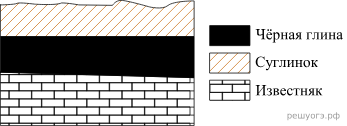 Чёрная глина
Суглинок
Известняк
решуогэ.рф